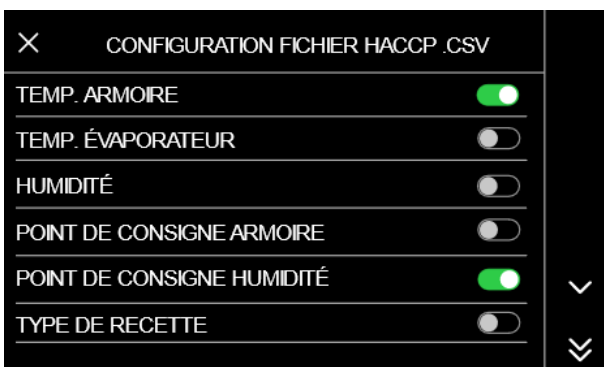 CONFIGURATION FICHIER HACCP .CSV
TEMP. ARMOIRE
TEMP. ÉVAPORATEUR
HUMIDITÉ
POINT DE CONSIGNE ARMOIRE
POINT DE CONSIGNE HUMIDITÉ
TYPE DE RECETTE